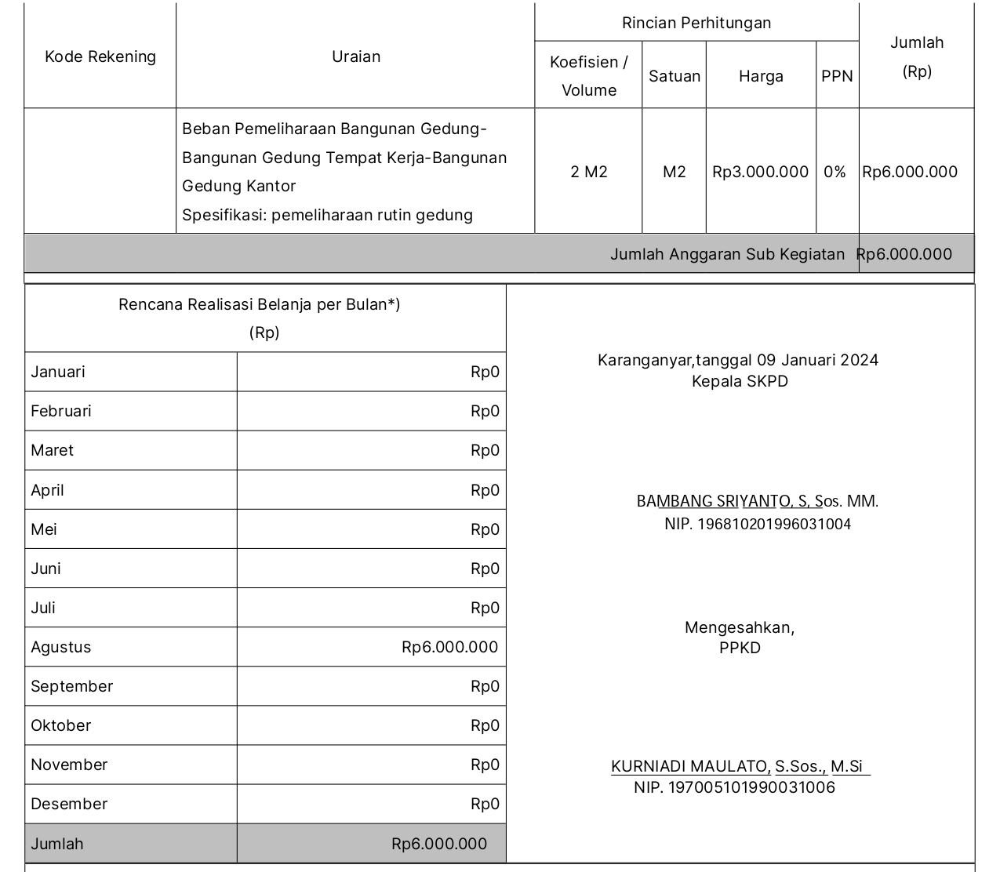 Kode Rekening
Uraian
Rincian Perhitungan
Jumlah
(Rp)
Koefisien /
Volume
Satuan
Harga
PPN
Beban Pemeliharaan Bangunan Gedung-
Bangunan Gedung Tempat Kerja-Bangunan
Gedung Kantor
Spesifikasi: pemeliharaan rutin gedung
2 M2
M2
Rp3.000.000
0%
Rp6.000.000
Jumlah Anggaran Sub Kegiatan Rp6.000.000
Rencana Realisasi Belanja per Bulan*)
(Rp)
Januari Rp0
Februari Rp0
Maret Rp0
April Rp0
Mei Rp0
Juni Rp0
Juli Rp0
Agustus Rp6.000.000
September Rp0
Oktober Rp0
November Rp0
Desember Rp0
Jumlah Rp6.000.000
Karanganyar,tanggal 09 Januari 2024
Kepala SKPD
BAMBANG SRIYANTO, S, Sos. MM.
NIP. 196810201996031004
Mengesahkan,
PPKD
KURNIADI MAULATO, S.Sos., M.Si
NIP. 197005101990031006